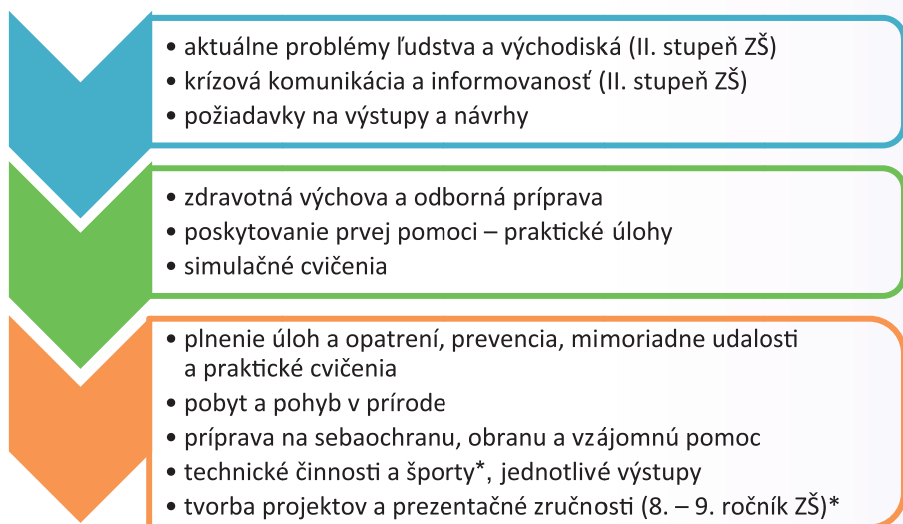 • aktuálne problémy ľudstva a východiská (II. stupeň ZŠ)
• krízová komunikácia a informovanosť (II. stupeň ZŠ)
• požiadavky na výstupy a návrhy
• zdravotná výchova a odborná príprava
• poskytovanie prvej pomoci – praktické úlohy
• simulačné cvičenia
• plnenie úloh a opatrení, prevencia, mimoriadne udalosti
a praktické cvičenia
• pobyt a pohyb v prírode
• príprava na sebaochranu, obranu a vzájomnú pomoc
• technické činnosti a športy*, jednotlivé výstupy
• tvorba projektov a prezentačné zručnosti (8. – 9. ročník ZŠ)*